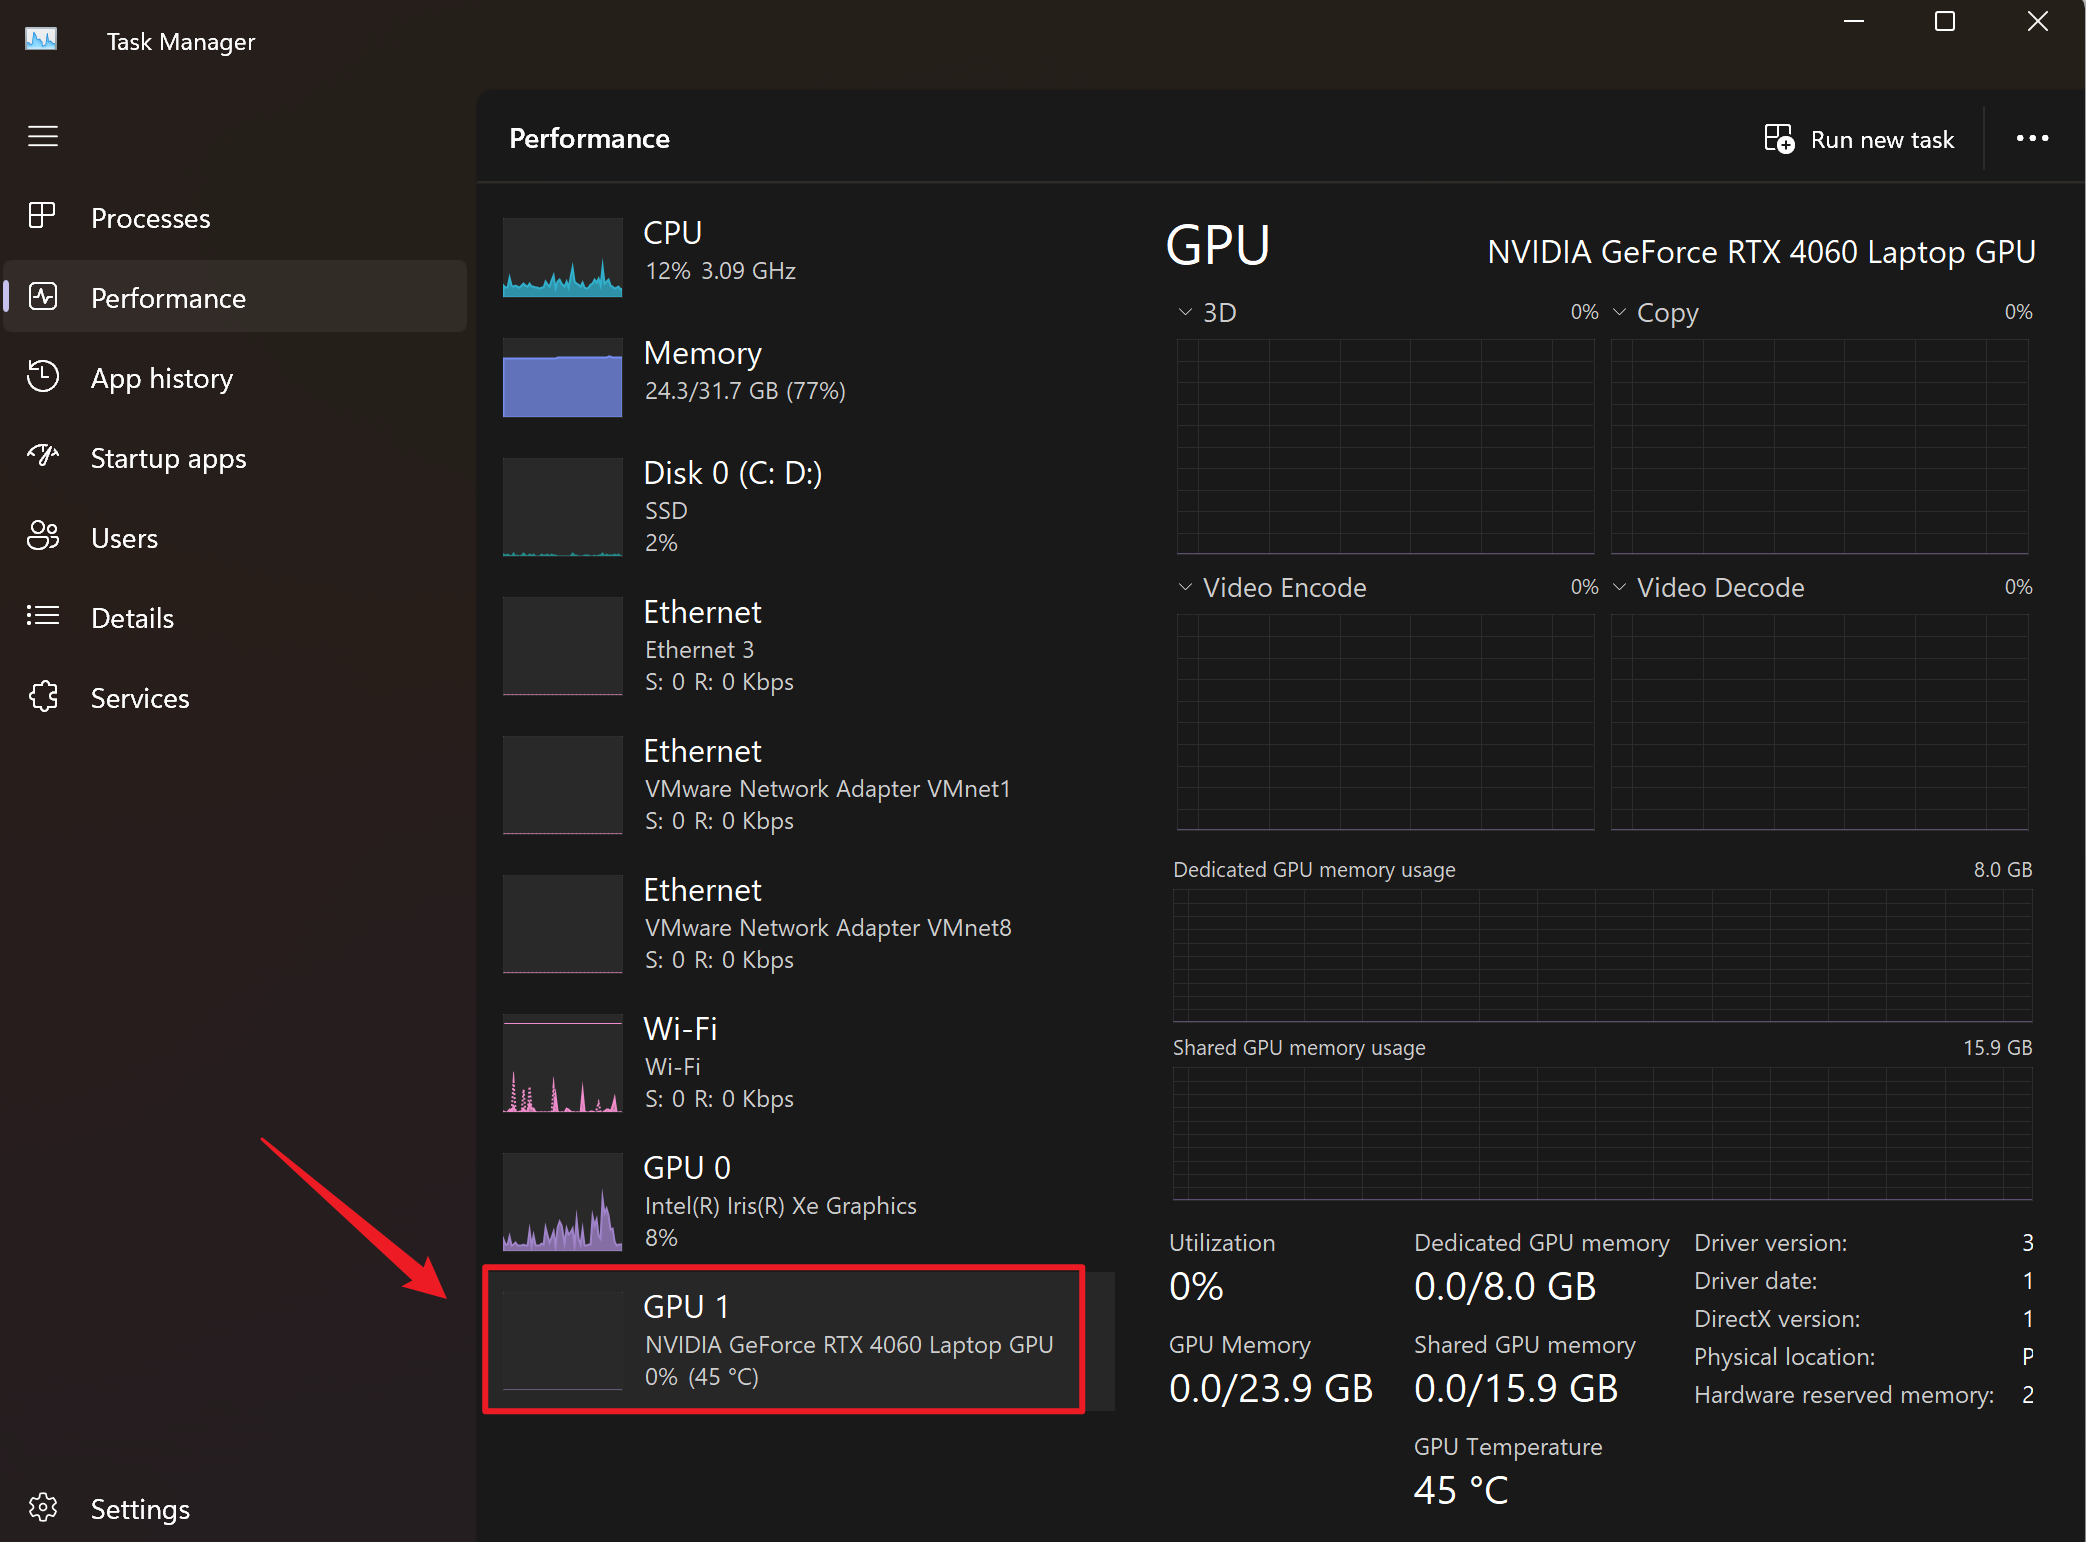 Task Manager
Processes
Performance
App history
Startup apps
Users
Details
Services
Settings
Performance
Run new task
CPU
12% 3.09 GHz
Memory
24.3/31.7 GB (77%)
Disk 0 (C: D:)
SSD
2%
Ethernet
Ethernet 3
S: 0 R: 0 Kbps
Ethernet
VMware Network Adapter VMnet1
S: 0 R: 0 Kbps
Ethernet
VMware Network Adapter VMnet8
S: 0 R: 0 Kbps
Wi-Fi
Wi-Fi
S: 0 R: 0 Kbps
GPU 0
Intel(R) Iris(R) Xe Graphics
8%
GPU 1
NVIDIA GeForce RTX 4060 Laptop GPU
0% (45 °C)
GPU NVIDIA GeForce RTX 4060 Laptop GPU
3D 0% Copy 0%
Video Encode 0% Video Decode 0%
Dedicated GPU memory usage 8.0 GB
Shared GPU memory usage 15.9 GB
Utilization
0%
GPU Memory
0.0/23.9 GB
Dedicated GPU memory
0.0/8.0 GB
Shared GPU memory
0.0/15.9 GB
GPU Temperature
45 °C
Driver version: 3
Driver date: 1
DirectX version: 1
Physical location: P
Hardware reserved memory: 2